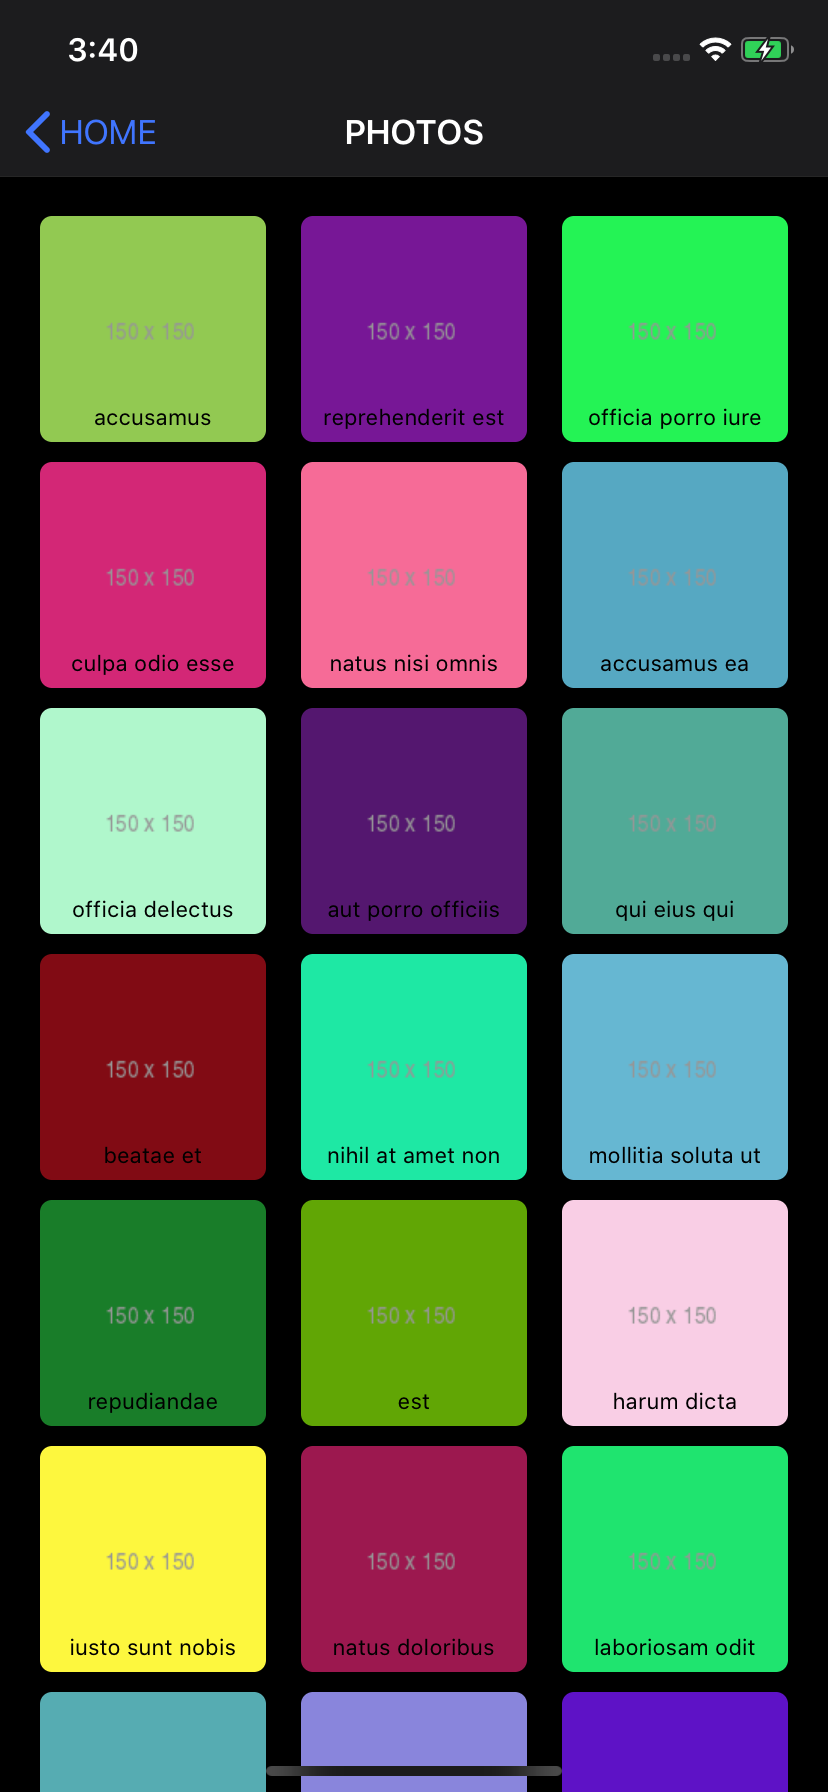 3:40
HOME
PHOTOS
150 x 150
150 x 150
150 x 150
accusamus
reprehenderit est
officia porro iure
150 x 150
150 x 150
150 x 150
culpa odio esse
natus nisi omnis
accusamus ea
150 x 150
150 x 150
150 x 150
officia delectus
aut porro officiis
qui eius qui
150 x 150
150 x 150
150 x 150
beatae et
nihil at amet non
mollitia soluta ut
150 x 150
150 x 150
150 x 150
repudiandae
est
harum dicta
150 x 150
150 x 150
150 x 150
iusto sunt nobis
natus doloribus
laboriosam odit